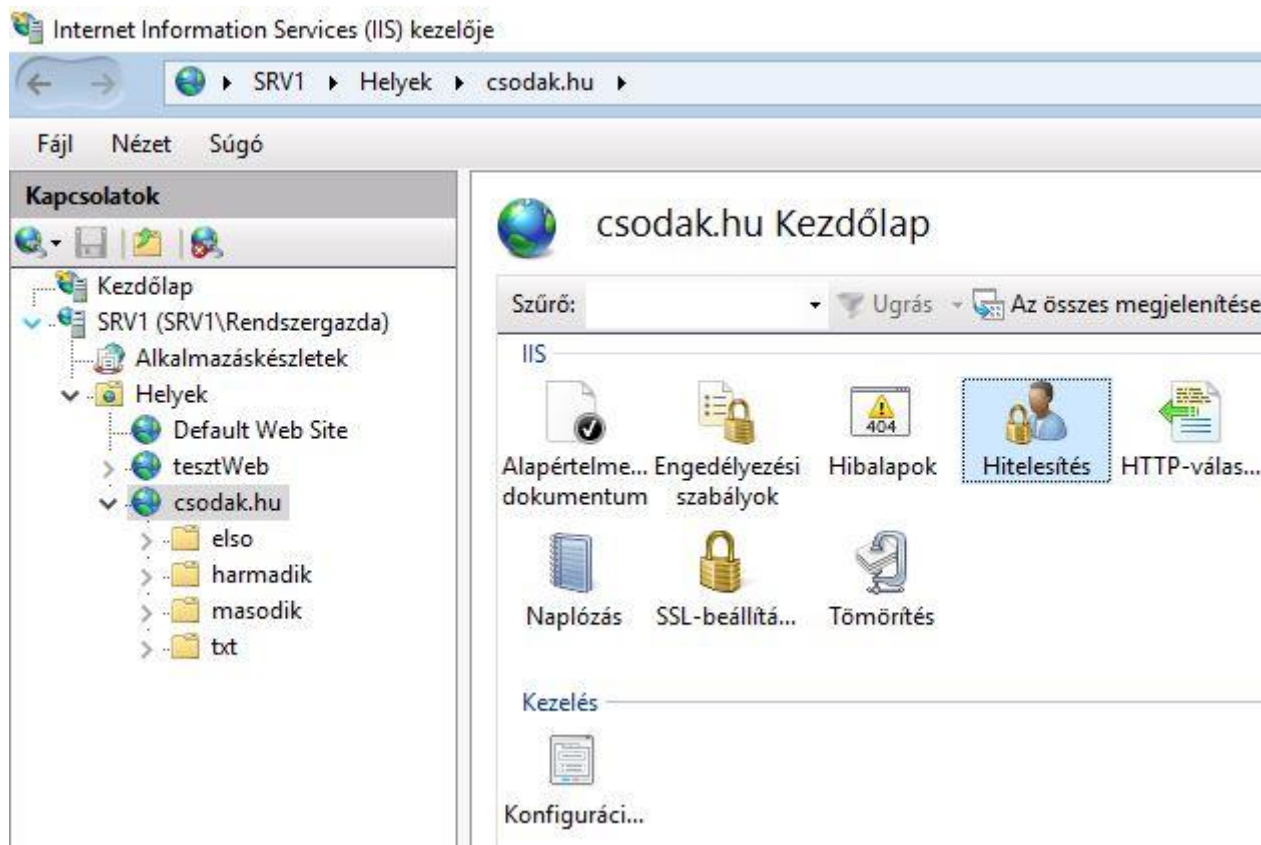 Internet Information Services (IIS) kezelője
SRV1 Helyek csodak.hu
Fájl Nézet Súgó
Kapcsolatok
Kezdőlap
SRV1 (SRV1\Rendszergazda)
Alkalmazáskészletek
Helyek
Default Web Site
tesztWeb
csodak.hu
elso
harmadik
masodik
txt
csodak.hu Kezdőlap
Szűrő: Ugrás Az összes megjelenítése
IIS
Alapértelme... dokumentum
Engedélyezési szabályok
404
Hibalapok
Hitelesítés
HTTP-válas...
Naplózás
SSL-beállítá...
Tömörítés
Kezelés
Konfiguráci...